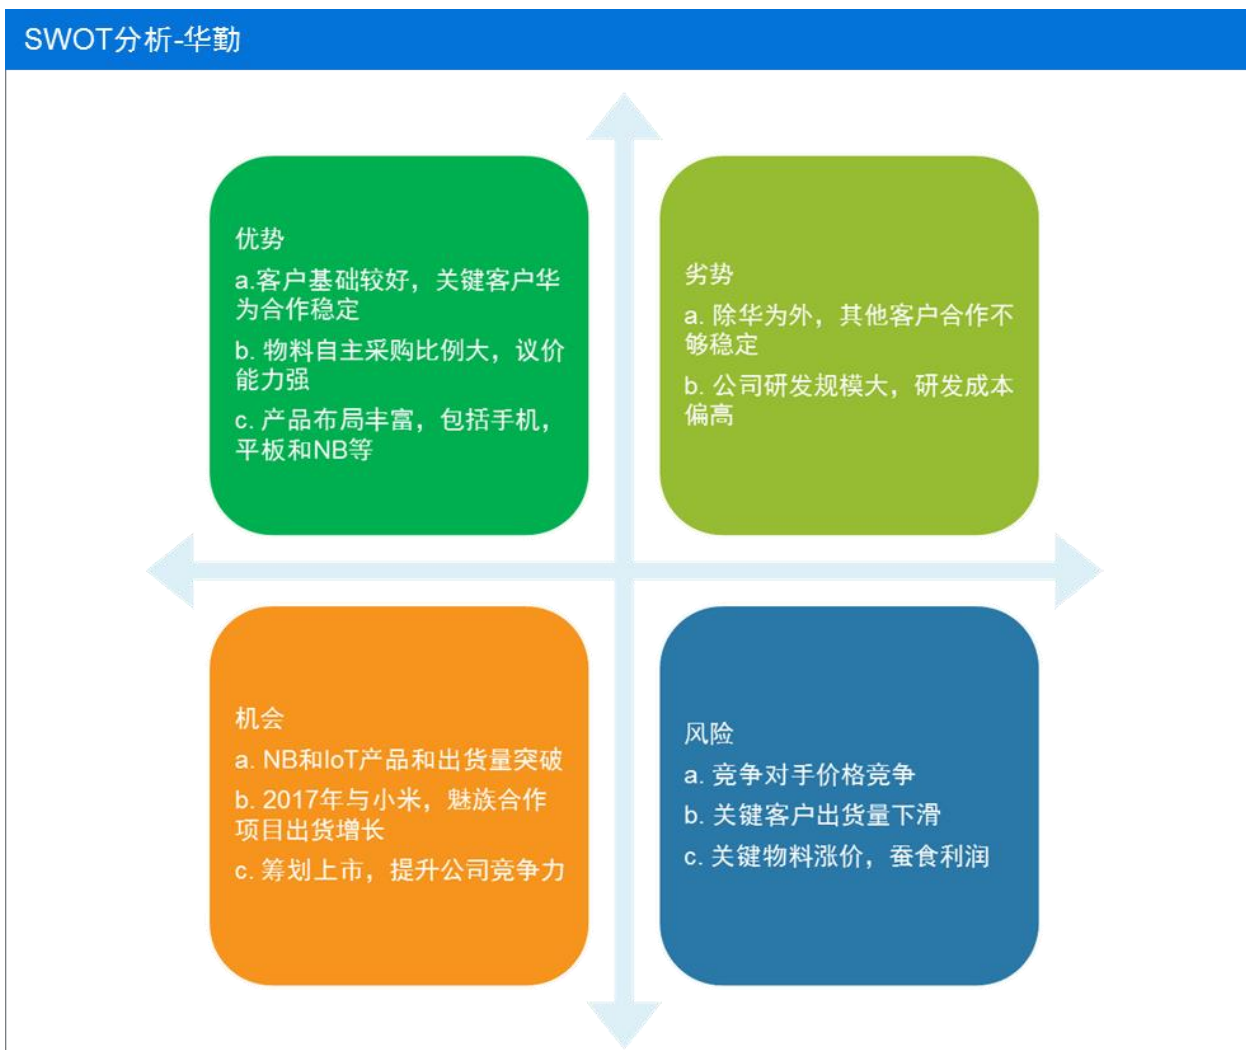 SWOT分析-华勤
优势
a.客户基础较好，关键客户华
为合作稳定
b. 物料自主采购比例大，议价
能力强
c. 产品布局丰富，包括手机，
平板和NB等
劣势
a. 除华为外，其他客户合作不
够稳定
b. 公司研发规模大，研发成本
偏高
机会
a. NB和IoT产品和出货量突破
b. 2017年与小米，魅族合作
项目出货增长
c. 筹划上市，提升公司竞争力
风险
a. 竞争对手价格竞争
b. 关键客户出货量下滑
c. 关键物料涨价，蚕食利润